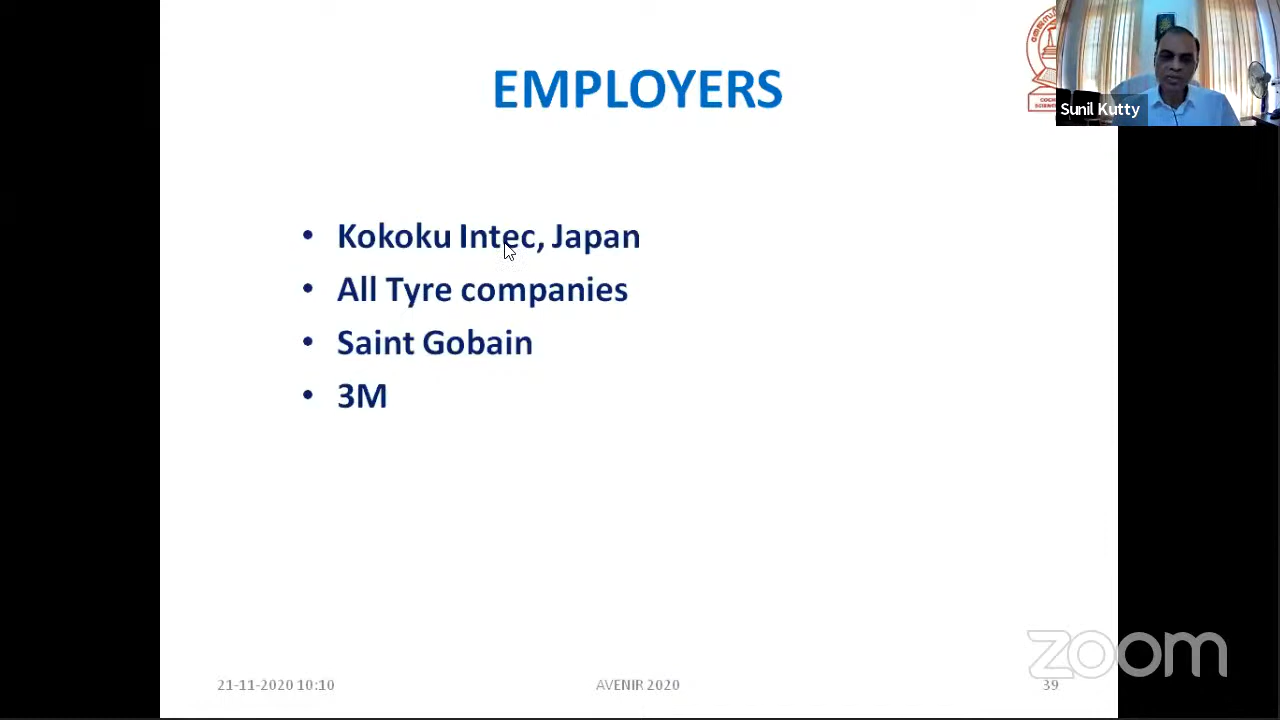 EMPLOYERS
Sunil Kutty
• Kokoku Intec, Japan
• All Tyre companies
• Saint Gobain
• 3M
zoom
21-11-2020 10:10
AVENIR 2020
39